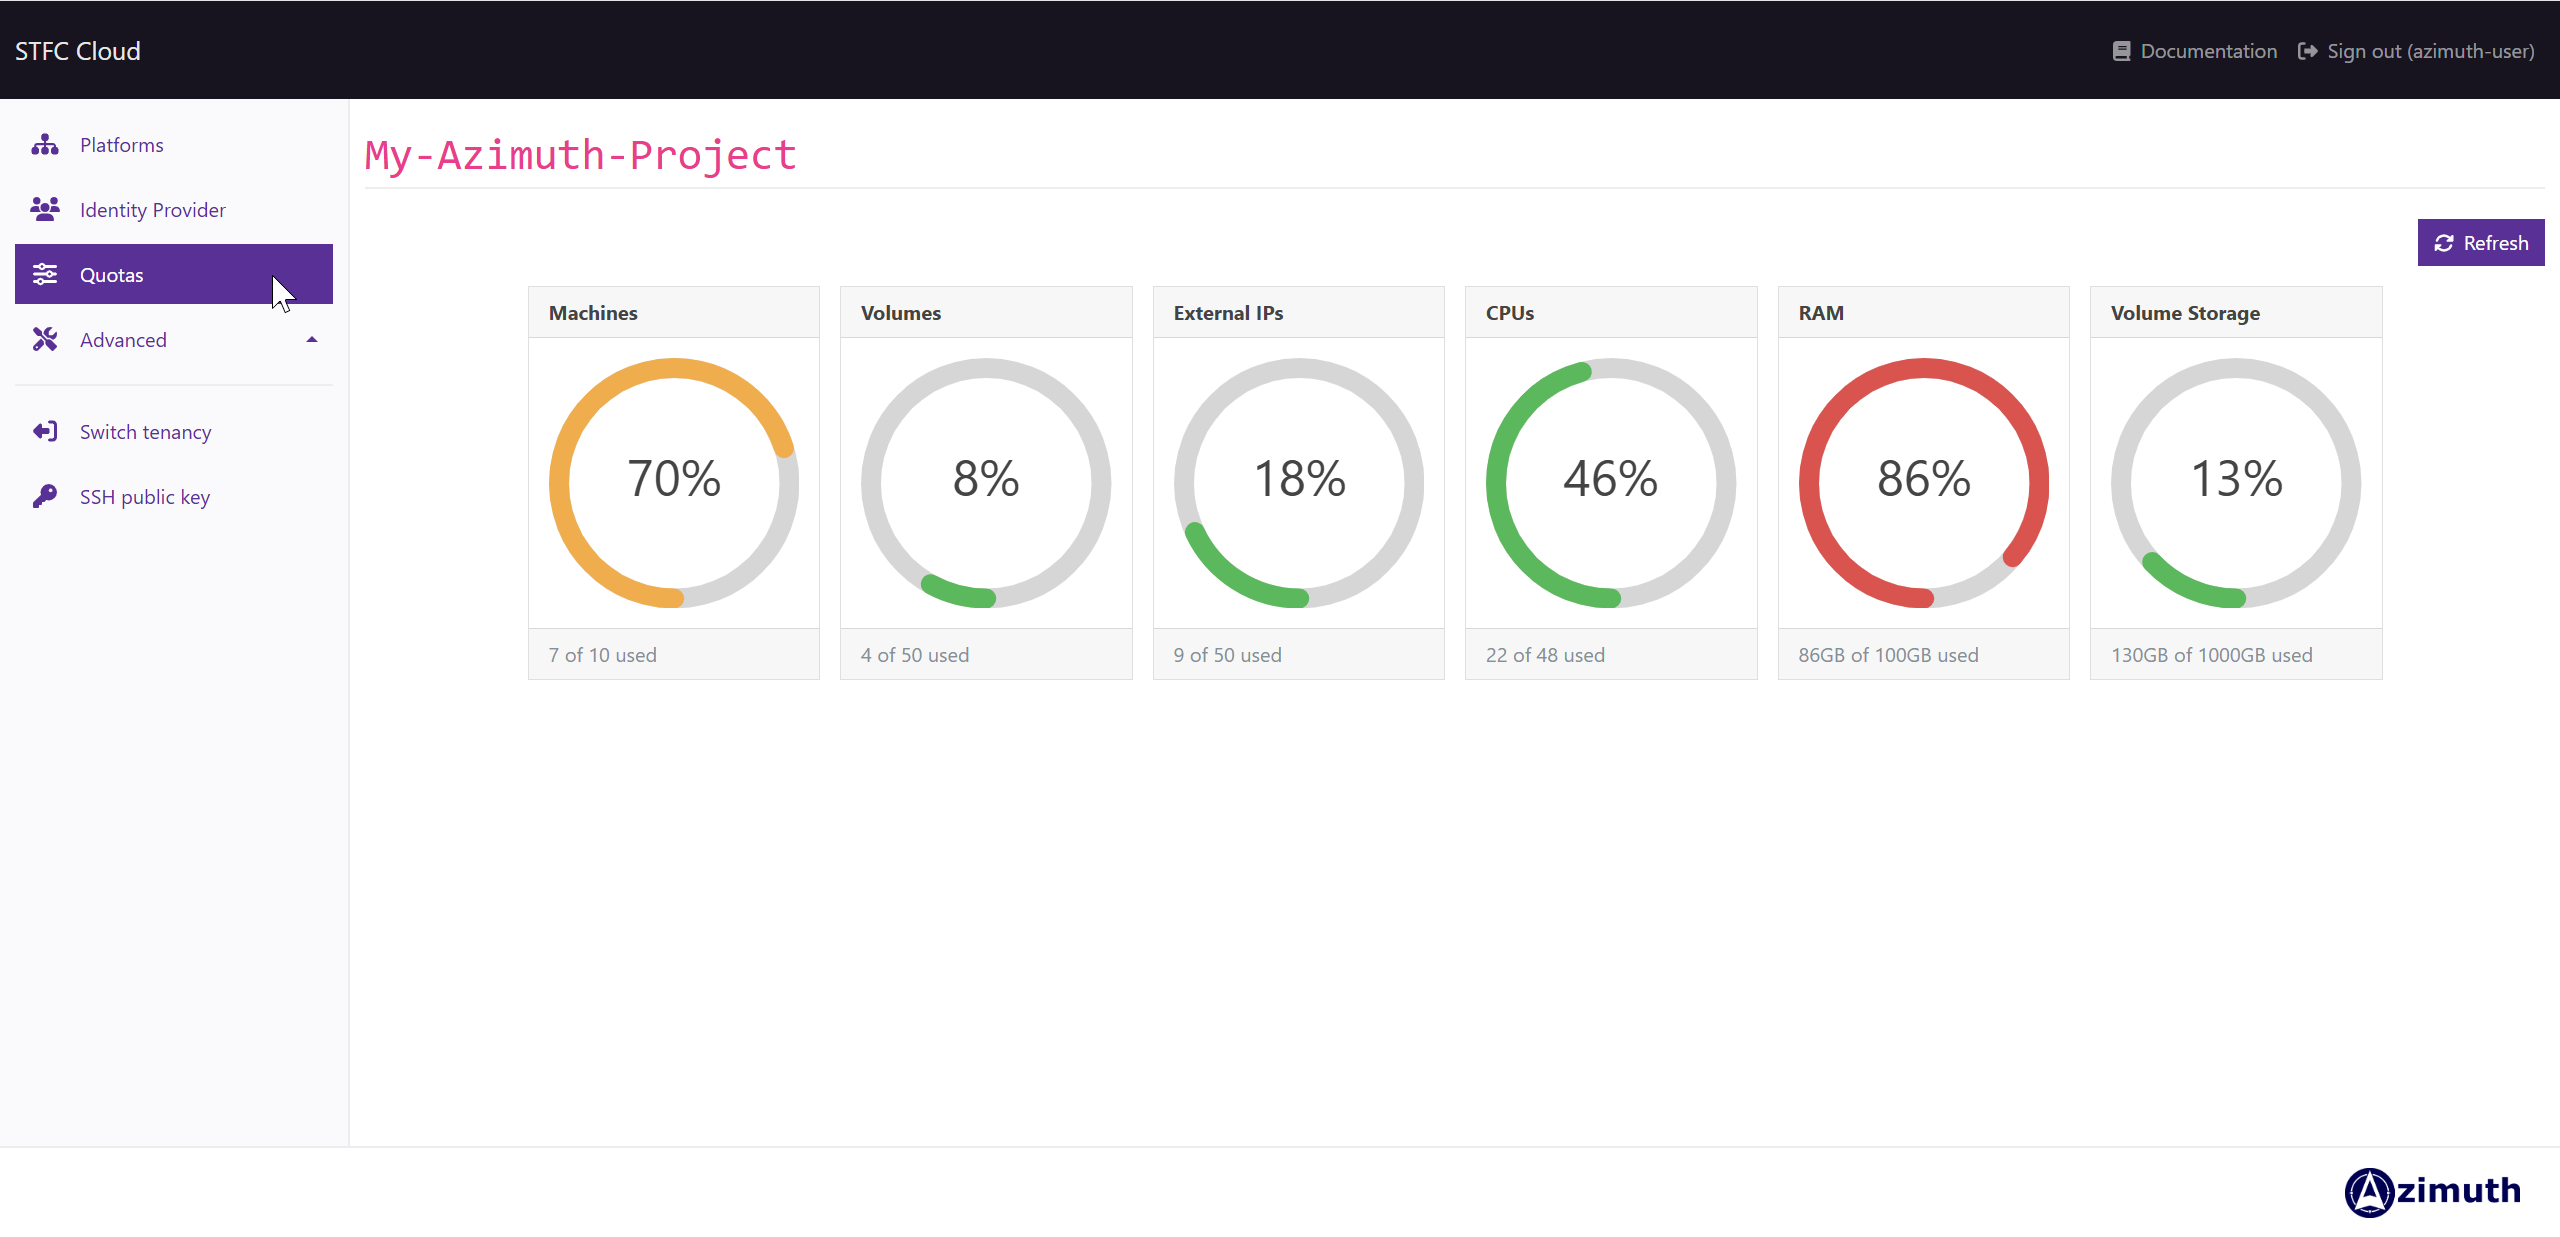 STFC Cloud
Documentation
Sign out (azimuth-user)
Platforms
Identity Provider
Quotas
Advanced
Switch tenancy
SSH public key
My-Azimuth-Project
Refresh
Machines
70%
7 of 10 used
Volumes
8%
4 of 50 used
External IPs
18%
9 of 50 used
CPUs
46%
22 of 48 used
RAM
86%
86GB of 100GB used
Volume Storage
13%
130GB of 1000GB used
Azimuth